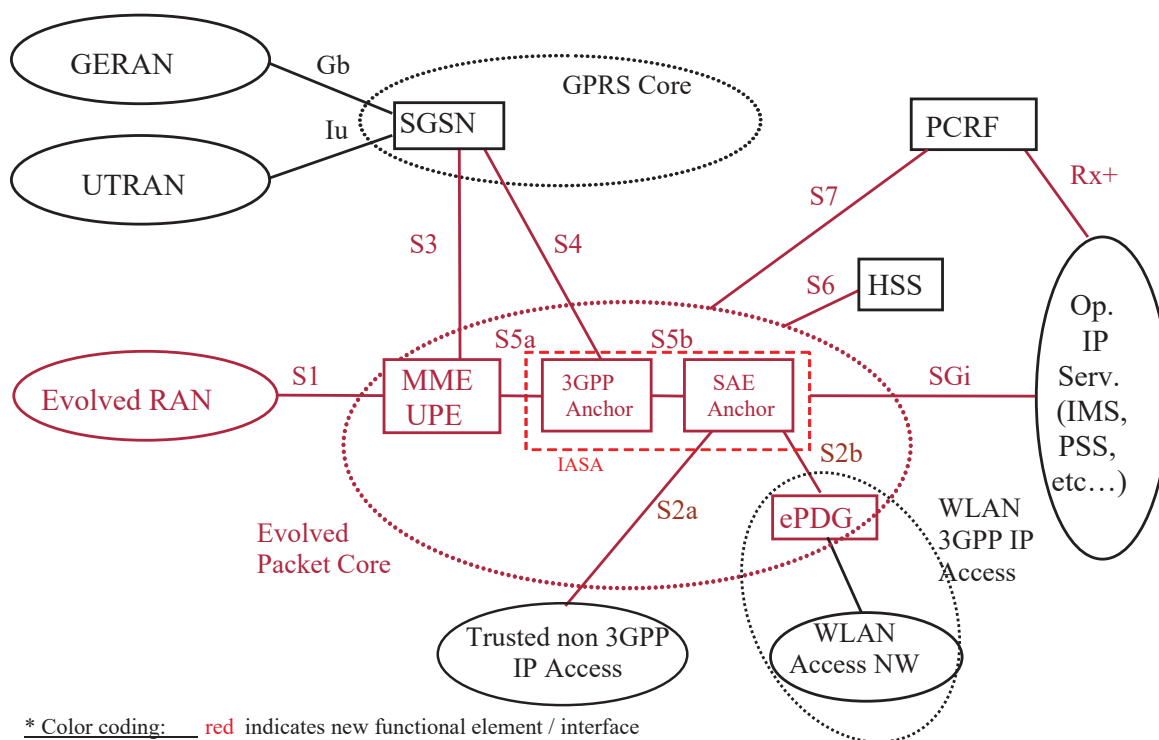 GERAN
Gb
GPRS Core
SGSN
PCRF
Iu
UTRAN
Rx+
S7
S3
S4
S6
HSS
Op.
IP
Serv.
(IMS,
PSS,
etc…)
S5a
S5b
S1
MME
UPE
3GPP
Anchor
SAE
Anchor
SGi
Evolved RAN
IASA
S2b
S2a
ePDG
WLAN
3GPP IP
Access
Evolved
Packet Core
Trusted non 3GPP
IP Access
WLAN
Access NW
* Color coding: red indicates new functional element / interface